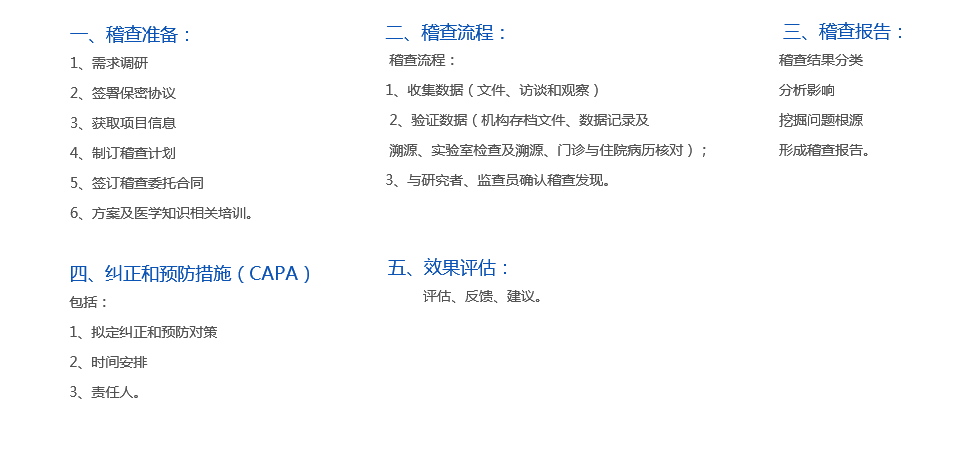 一、稽查准备：
1、需求调研
2、签署保密协议
3、获取项目信息
4、制订稽查计划
5、签订稽查委托合同
6、方案及医学知识相关培训。
二、稽查流程：
稽查流程：
1、收集数据（文件、访谈和观察）
2、验证数据（机构存档文件、数据记录及
溯源、实验室检查及溯源、门诊与住院病历核对）；
3、与研究者、监查员确认稽查发现。
三、稽查报告：
稽查结果分类
分析影响
挖掘问题根源
形成稽查报告。
四、纠正和预防措施（CAPA）
包括：
1、拟定纠正和预防对策
2、时间安排
3、责任人。
五、效果评估：
评估、反馈、建议。